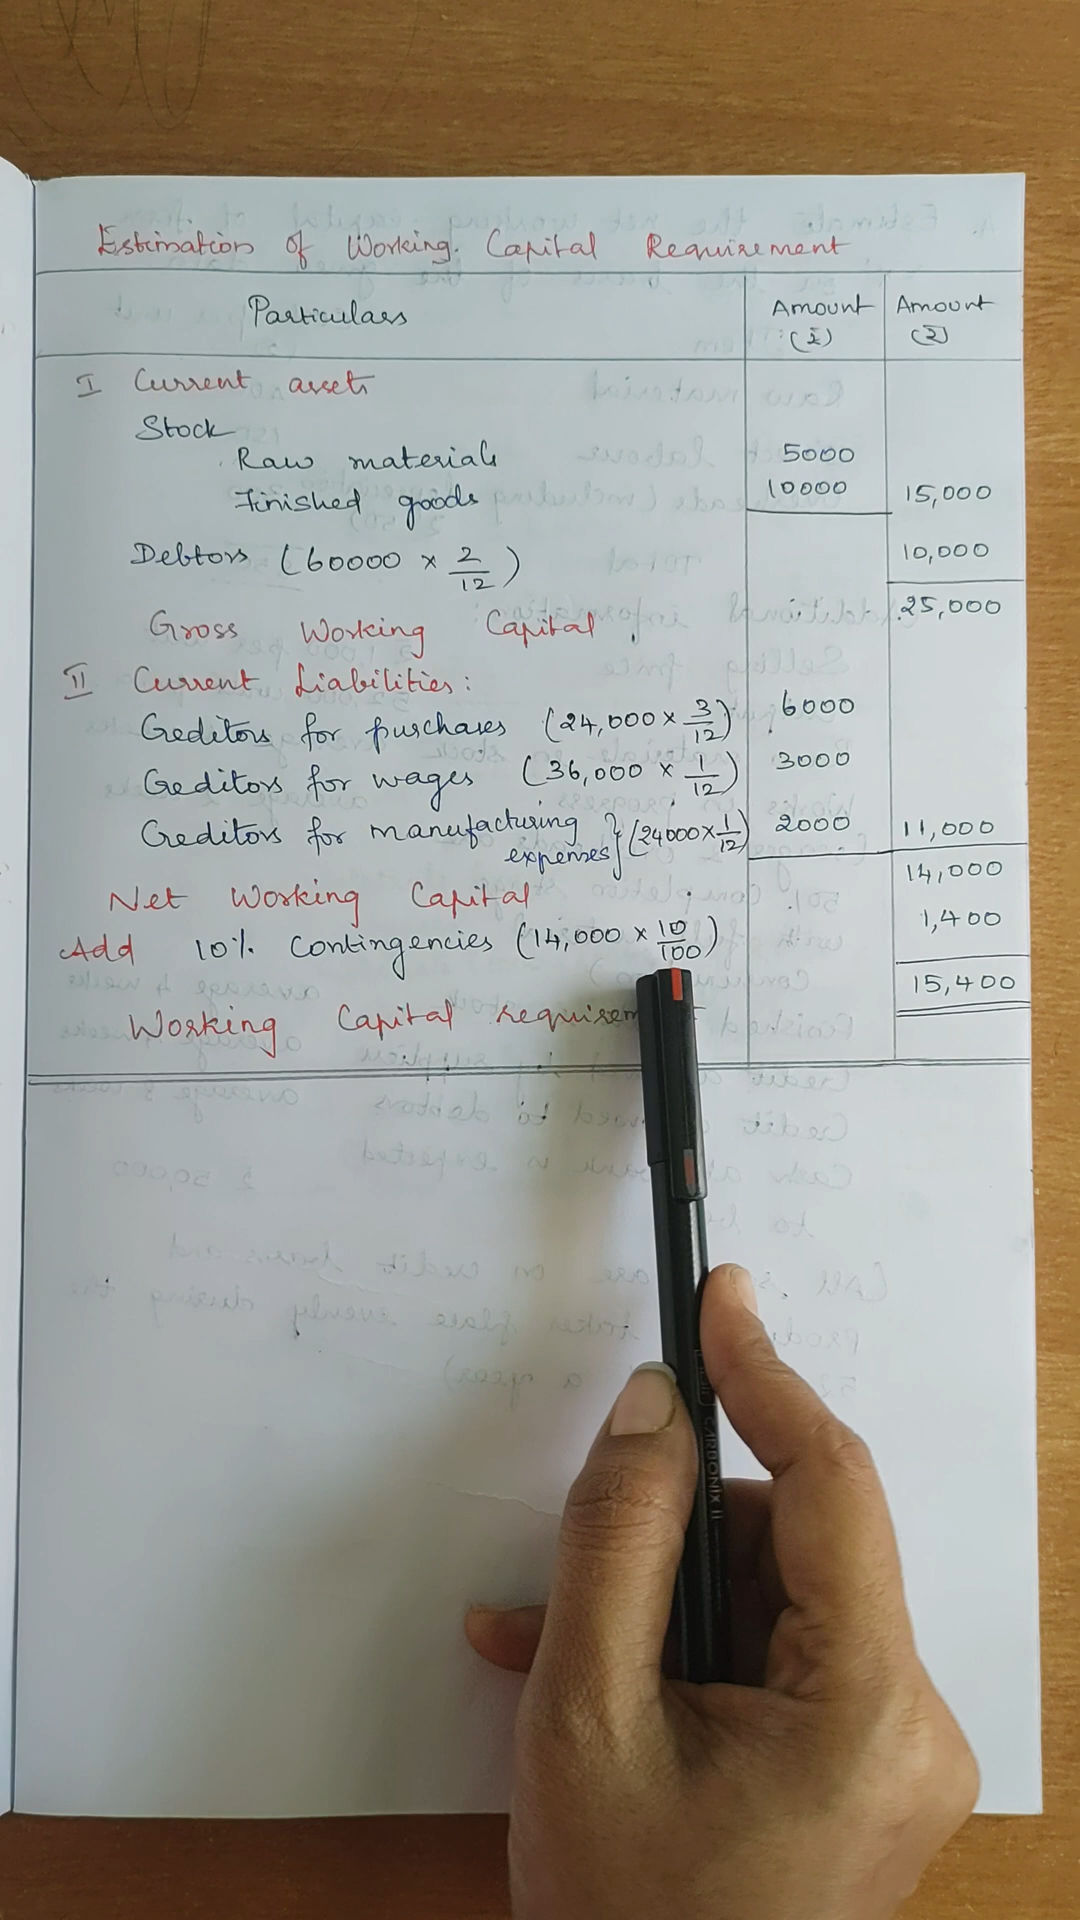 Estimation of Working Capital Requirement
Particulars Amount (₹) Amount (₹)
I Current assets
Stock
Raw materials 5000
Finished goods 10000 15,000
Debtors (60000 × 2/12) 10,000
Gross Working Capital 25,000
II Current Liabilities:
Creditors for purchases (24,000 × 3/12) 6000
Creditors for wages (36,000 × 1/12) 3000
Creditors for manufacturing expenses } (24000 × 1/12) 2000 11,000
Net Working Capital 14,000
Add 10% contingencies (14,000 × 10/100) 1,400
Working Capital requirem 15,400
CARBONIX II